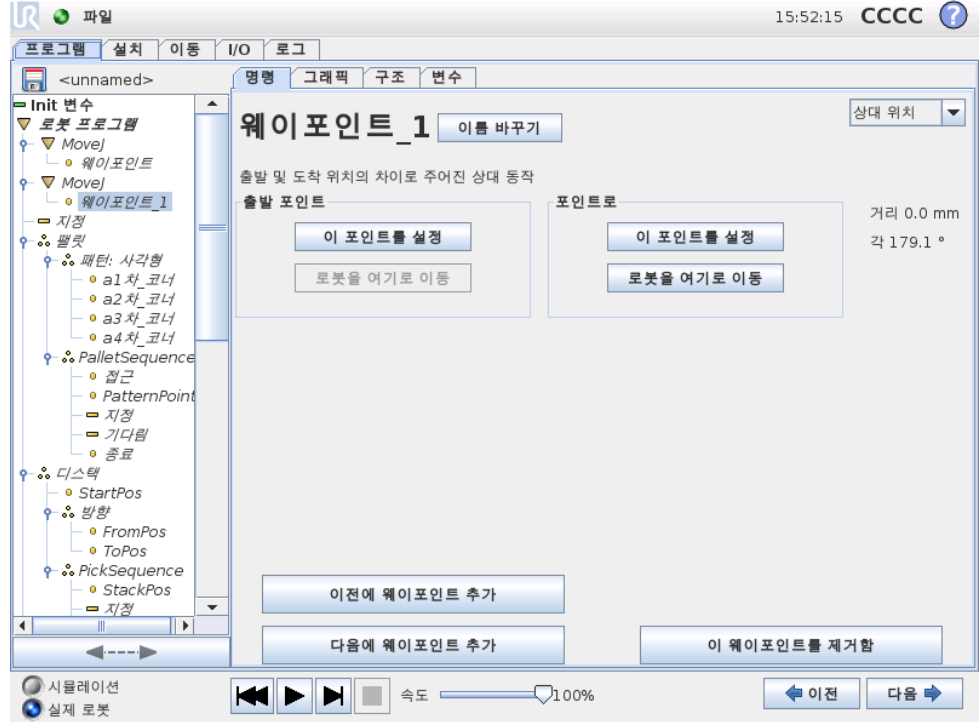 UR 파일 15:52:15 CCCC ?
프로그램 설치 이동 I/O 로그
<unnamed>
명령 그래픽 구조 변수
Init 변수
로봇 프로그램
MoveJ
웨이포인트
MoveJ
웨이포인트_1
지정
팰릿
패턴: 사각형
a1차_코너
a2차_코너
a3차_코너
a4차_코너
PalletSequence
접근
PatternPoint
지정
기다림
종료
디스택
StartPos
방향
FromPos
ToPos
PickSequence
StackPos
지정
웨이포인트_1 이름 바꾸기
상대 위치
출발 및 도착 위치의 차이로 주어진 상대 동작
출발 포인트
이 포인트를 설정
로봇을 여기로 이동
포인트로
이 포인트를 설정
로봇을 여기로 이동
거리 0.0 mm
각 179.1 °
이전에 웨이포인트 추가
다음에 웨이포인트 추가
이 웨이포인트를 제거함
시뮬레이션
실제 로봇
속도 100%
이전 다음